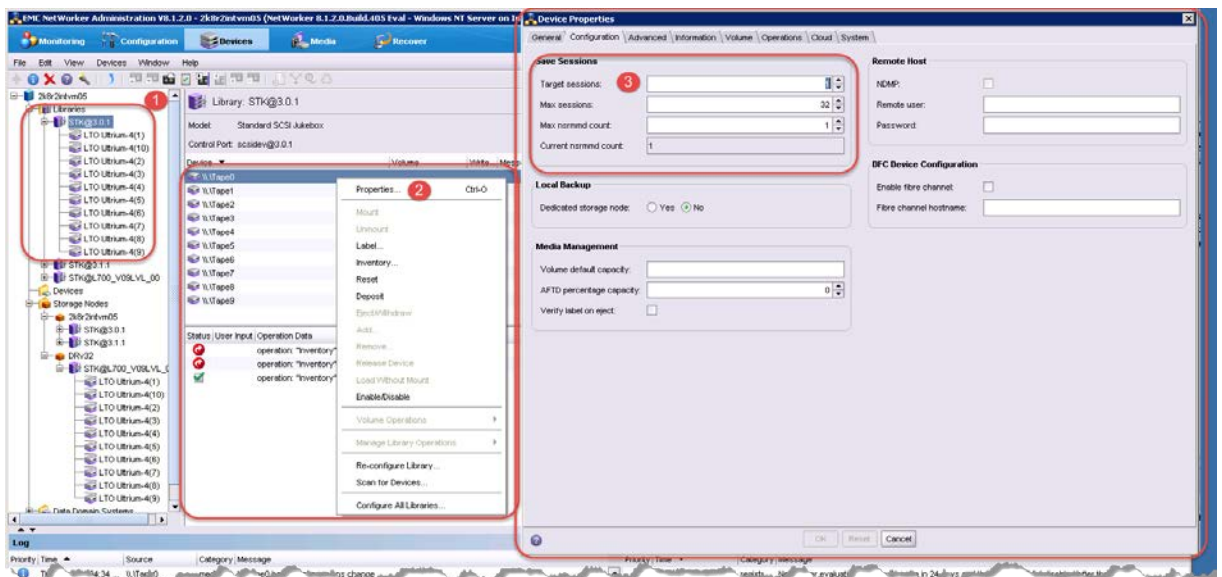 EMC NetWorker Administration V8.1.2.0 - 2k8r2intvm05 (NetWorker 8.1.2.0.Build.405 Eval - Windows NT Server on
Monitoring
Configuration
Devices
Media
Recover
File Edit View Devices Window Help
2k8r2intvm05
1
Libraries
STK@3.0.1
LTO Ultrium-4(1)
LTO Ultrium-4(10)
LTO Ultrium-4(2)
LTO Ultrium-4(3)
LTO Ultrium-4(4)
LTO Ultrium-4(5)
LTO Ultrium-4(6)
LTO Ultrium-4(7)
LTO Ultrium-4(8)
LTO Ultrium-4(9)
STK@3.1.1
STK@L700_V09LVL_00
Devices
Storage Nodes
2k8r2intvm05
STK@3.0.1
STK@3.1.1
DRv32
LTO Ultrium-4(1)
LTO Ultrium-4(10)
LTO Ultrium-4(2)
LTO Ultrium-4(3)
LTO Ultrium-4(4)
LTO Ultrium-4(5)
LTO Ultrium-4(6)
LTO Ultrium-4(7)
LTO Ultrium-4(8)
LTO Ultrium-4(9)
Data Domain Systems
Library: STK@3.0.1
Model: Standard SCSI Jukebox
Control Port: scsidev@3.0.1
Device Volume Write...
\\.\Tape0
\\.\Tape1
\\.\Tape2
\\.\Tape3
\\.\Tape4
\\.\Tape5
\\.\Tape6
\\.\Tape7
\\.\Tape8
\\.\Tape9
Status User Input Operation Data
operation: "Inventory"
operation: "Inventory"
operation: "Inventory"
Properties... 2 Ctrl-O
Mount
Unmount
Label...
Inventory...
Reset
Deposit
Eject/Withdraw
Add...
Remove...
Release Device
Load Without Mount
Enable/Disable
Volume Operations
Manage Library Operations
Re-configure Library...
Scan for Devices...
Configure All Libraries...
Device Properties
General Configuration Advanced Information Volume Operations Cloud System
Save Sessions
Target sessions: 3 1
Max sessions: 32
Max nsrmmd count: 1
Current nsrmmd count: 1
Local Backup
Dedicated storage node: Yes No
Media Management
Volume default capacity:
AFTD percentage capacity: 0
Verify label on eject:
Remote Host
NDMP:
Remote user:
Password:
DFC Device Configuration
Enable fibre channel:
Fibre channel hostname:
OK Reset Cancel
Log
Priority Time Source Category Message